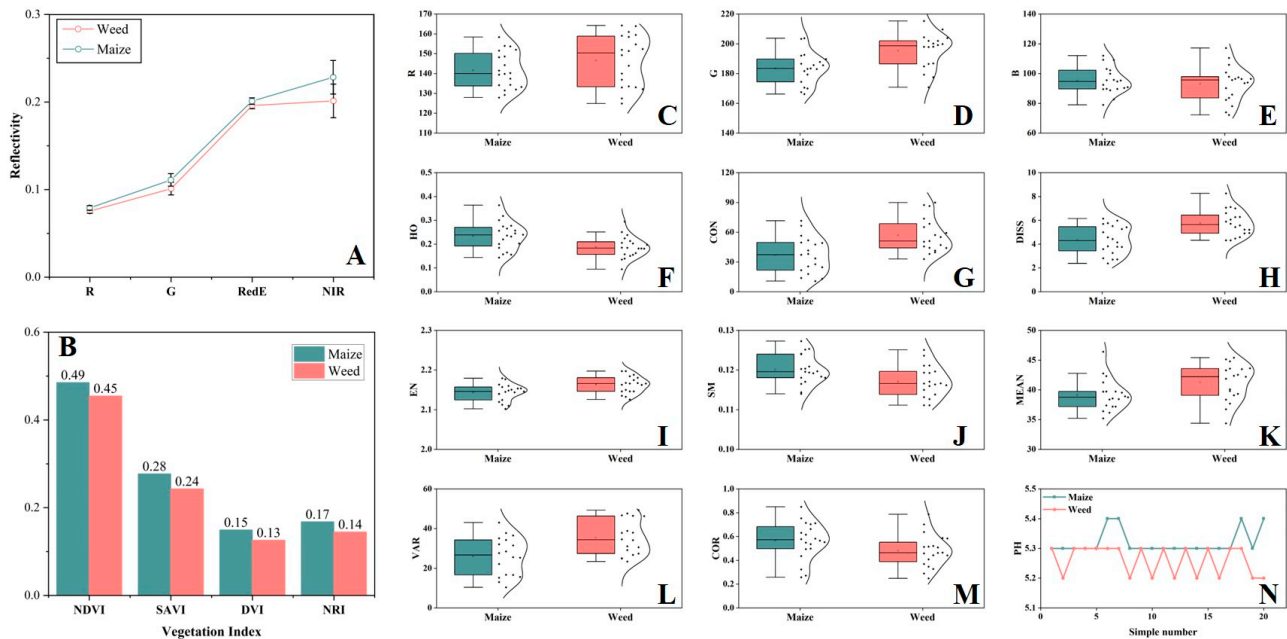 0.3
0.2
0.1
0.0
Reflectivity
Weed
Maize
A
R G RedE NIR
0.6
0.4
0.2
0.0
B
Maize
Weed
0.49
0.45
0.28
0.24
0.15
0.13
0.17
0.14
NDVI SAVI DVI NRI
Vegetation Index
170
160
150
140
130
120
110
R
Maize Weed
C
220
200
180
160
140
G
Maize Weed
D
120
100
80
60
B
Maize Weed
E
0.5
0.4
0.3
0.2
0.1
0.0
HO
Maize Weed
F
120
90
60
30
0
CON
Maize Weed
G
10
8
6
4
2
0
DISS
Maize Weed
H
2.3
2.2
2.1
2.0
EN
Maize Weed
I
0.13
0.12
0.11
0.10
SM
Maize Weed
J
50
45
40
35
30
MEAN
Maize Weed
K
60
40
20
0
VAR
Maize Weed
L
1.0
0.8
0.6
0.4
0.2
0.0
COR
Maize Weed
M
5.5
5.4
5.3
5.2
5.1
PH
Maize
Weed
N
0 5 10 15 20
Simple number